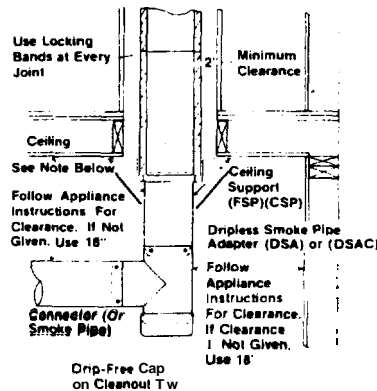 Use Locking
Bands at Every
Joint
2"
Minimum
Clearance
Ceiling
See Note Below
Ceiling
Support
(FSP)(CSP)
Follow Appliance
Instructions For
Clearance. If Not
Given, Use 18"
Dripless Smoke Pipe
Adapter (DSA) or (DSAC)
Follow
Appliance
Instructions
For Clearance.
If Clearance
I Not Given,
Use 18'
Connector (Or
Smoke Pipe)
Drip-Free Cap
on Cleanout T w